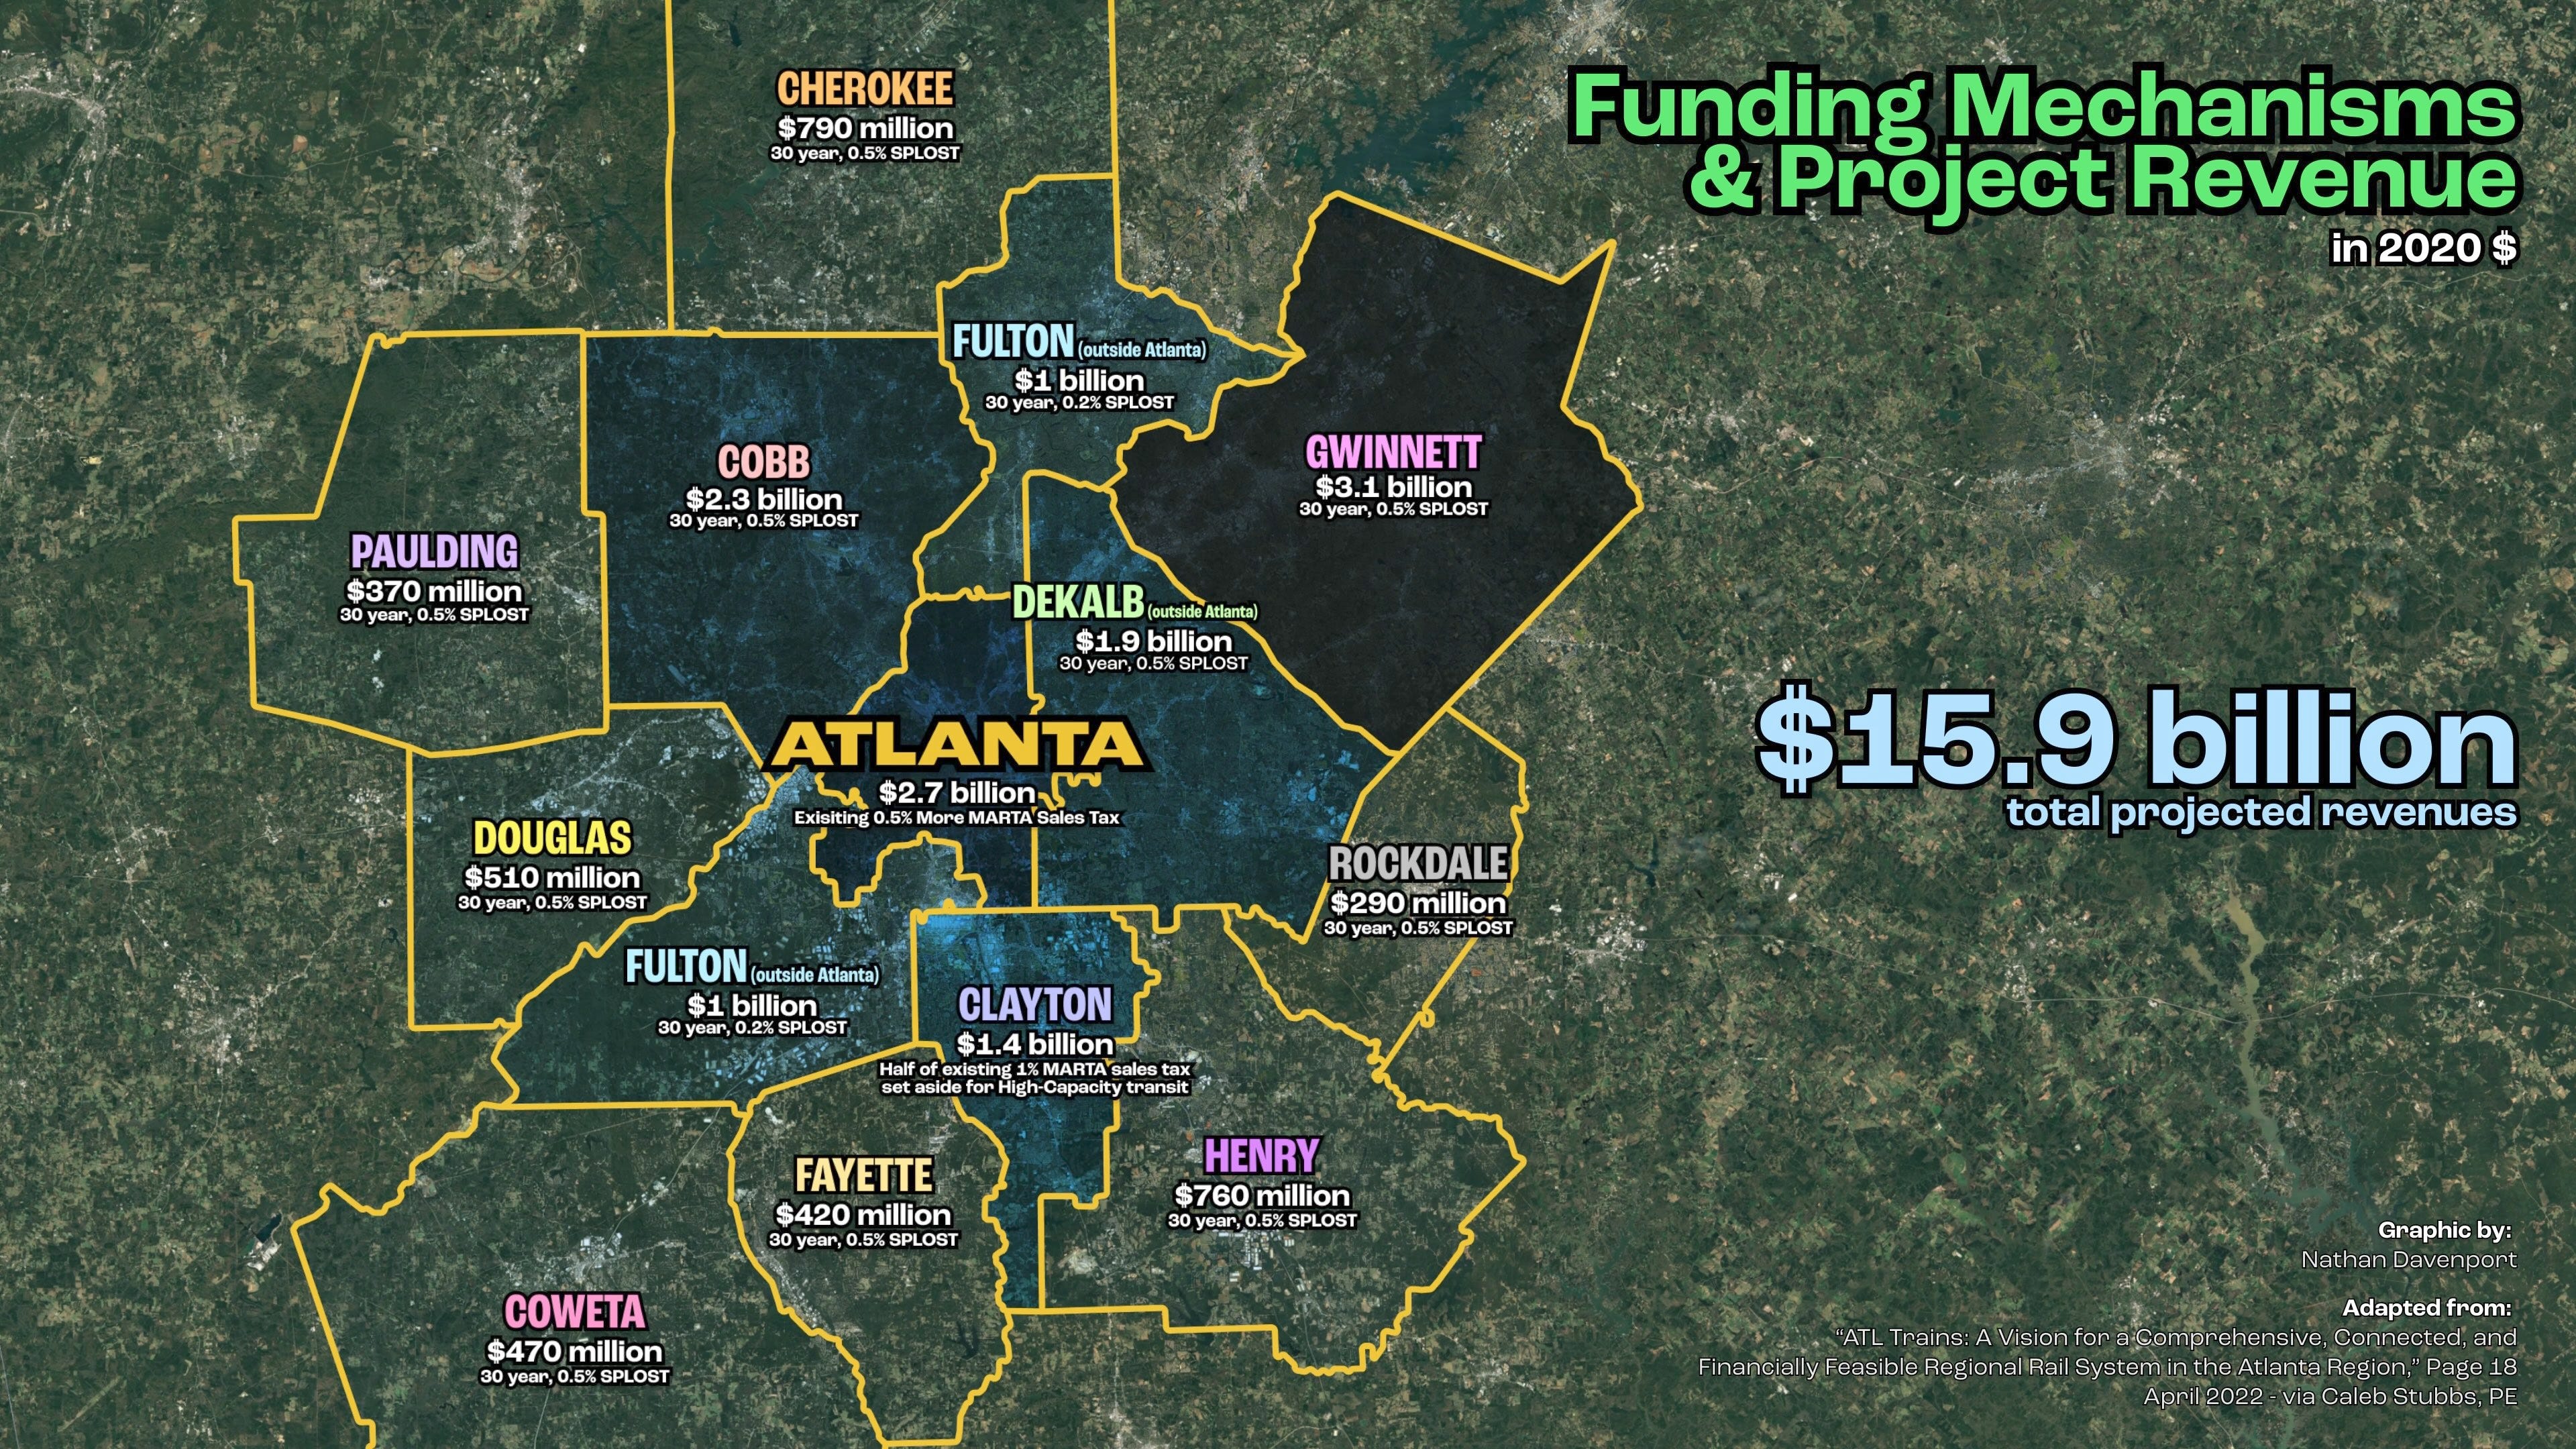 Funding Mechanisms
& Project Revenue
in 2020 $
CHEROKEE
$790 million
30 year, 0.5% SPLOST
FULTON (outside Atlanta)
$1 billion
30 year, 0.2% SPLOST
GWINNETT
$3.1 billion
30 year, 0.5% SPLOST
COBB
$2.3 billion
30 year, 0.5% SPLOST
PAULDING
$370 million
30 year, 0.5% SPLOST
DEKALB (outside Atlanta)
$1.9 billion
30 year, 0.5% SPLOST
ATLANTA
$2.7 billion
Exisiting 0.5% More MARTA Sales Tax
$15.9 billion
total projected revenues
DOUGLAS
$510 million
30 year, 0.5% SPLOST
ROCKDALE
$290 million
30 year, 0.5% SPLOST
FULTON (outside Atlanta)
$1 billion
30 year, 0.2% SPLOST
CLAYTON
$1.4 billion
Half of existing 1% MARTA sales tax
set aside for High-Capacity transit
HENRY
$760 million
30 year, 0.5% SPLOST
FAYETTE
$420 million
30 year, 0.5% SPLOST
COWETA
$470 million
30 year, 0.5% SPLOST
Graphic by:
Nathan Davenport
Adapted from:
“ATL Trains: A Vision for a Comprehensive, Connected, and
Financially Feasible Regional Rail System in the Atlanta Region,” Page 18
April 2022 - via Caleb Stubbs, PE